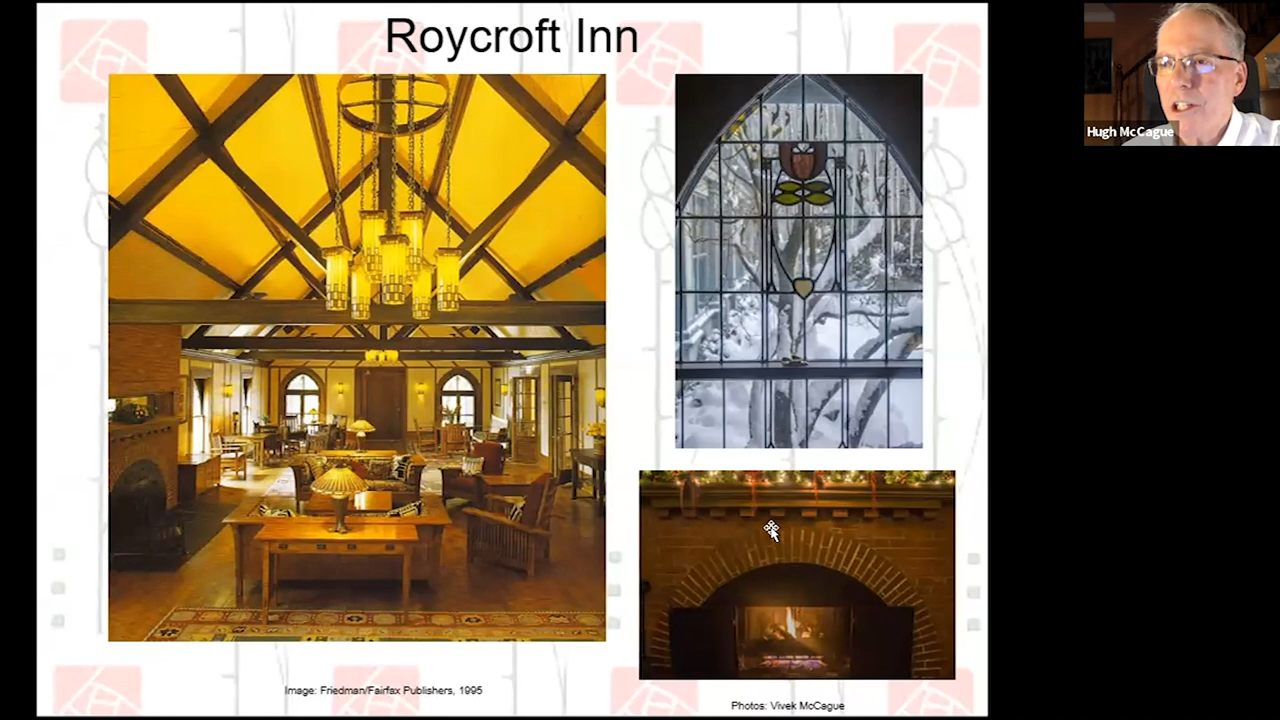 Roycroft Inn
Hugh McCague
Image: Friedman/Fairfax Publishers, 1995
Photos: Vivek McCague